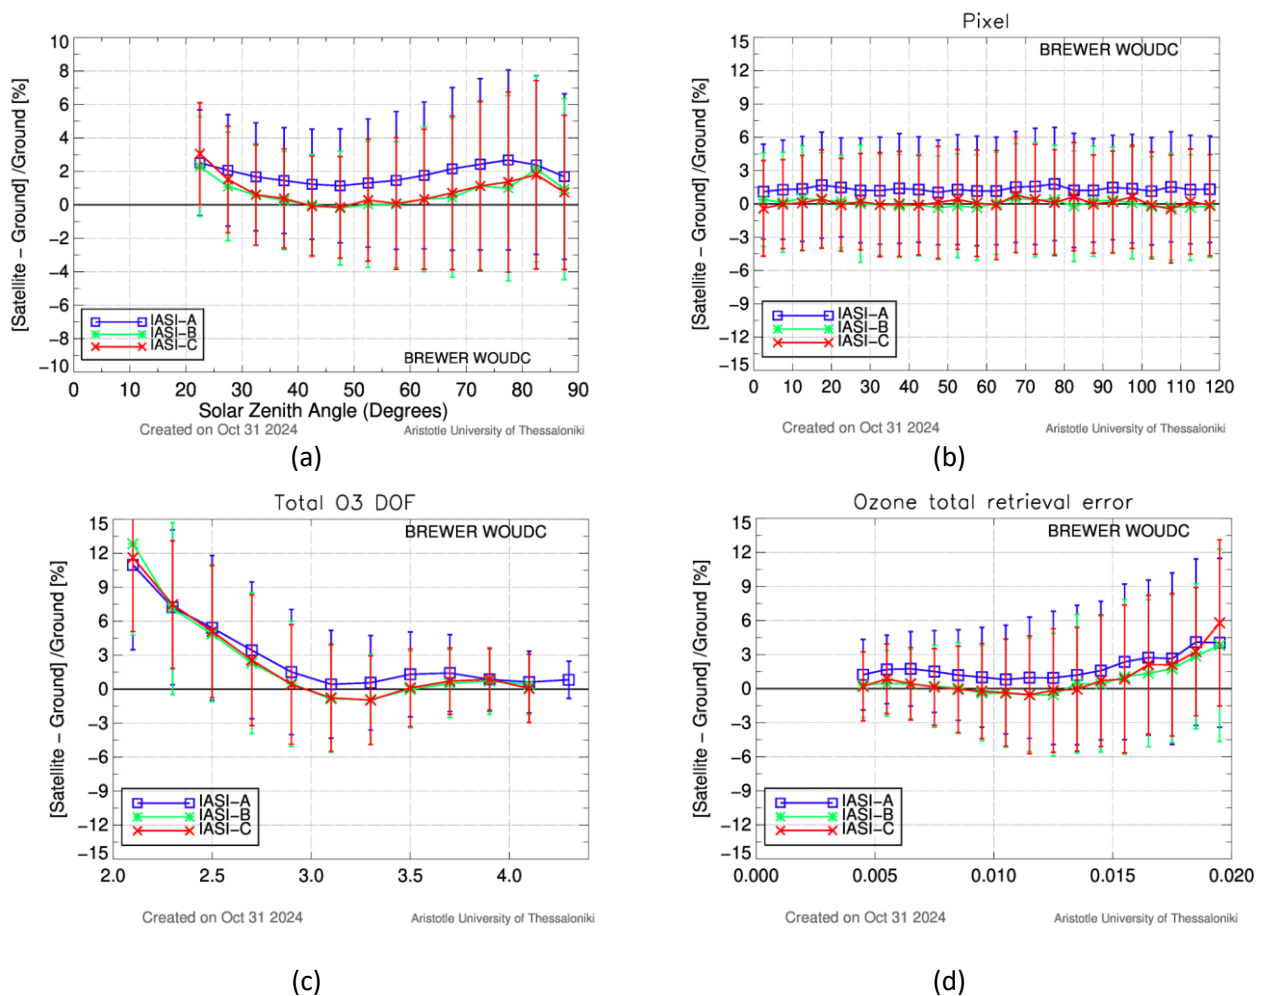 [Satellite − Ground] /Ground [%]
10
8
6
4
2
0
−2
−4
−6
−8
−10
IASI−A
IASI−B
IASI−C
BREWER WOUDC
0 10 20 30 40 50 60 70 80 90
Solar Zenith Angle (Degrees)
Created on Oct 31 2024 Aristotle University of Thessaloniki
(a)
Pixel
[Satellite − Ground] /Ground [%]
15
12
9
6
3
0
−3
−6
−9
−12
−15
BREWER WOUDC
IASI−A
IASI−B
IASI−C
0 10 20 30 40 50 60 70 80 90 100 110 120
Created on Oct 31 2024 Aristotle University of Thessaloniki
(b)
Total O3 DOF
[Satellite − Ground] /Ground [%]
15
12
9
6
3
0
−3
−6
−9
−12
−15
BREWER WOUDC
IASI−A
IASI−B
IASI−C
2.0 2.5 3.0 3.5 4.0
Created on Oct 31 2024 Aristotle University of Thessaloniki
(c)
Ozone total retrieval error
[Satellite − Ground] /Ground [%]
15
12
9
6
3
0
−3
−6
−9
−12
−15
BREWER WOUDC
IASI−A
IASI−B
IASI−C
0.000 0.005 0.010 0.015 0.020
Created on Oct 31 2024 Aristotle University of Thessaloniki
(d)